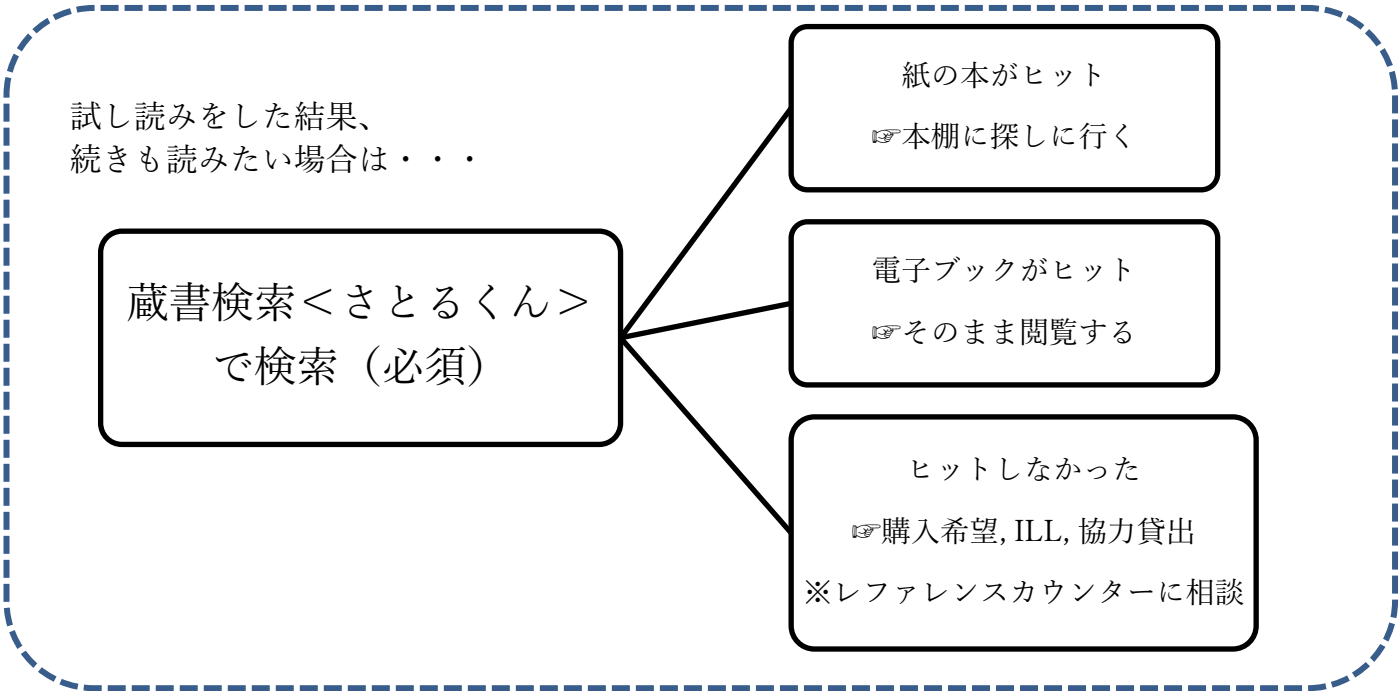 試し読みをした結果、
続きも読みたい場合は・・・
蔵書検索＜さとるくん＞
で検索（必須）
紙の本がヒット
☞本棚に探しに行く
電子ブックがヒット
☞そのまま閲覧する
ヒットしなかった
☞購入希望, ILL, 協力貸出
※レファレンスカウンターに相談